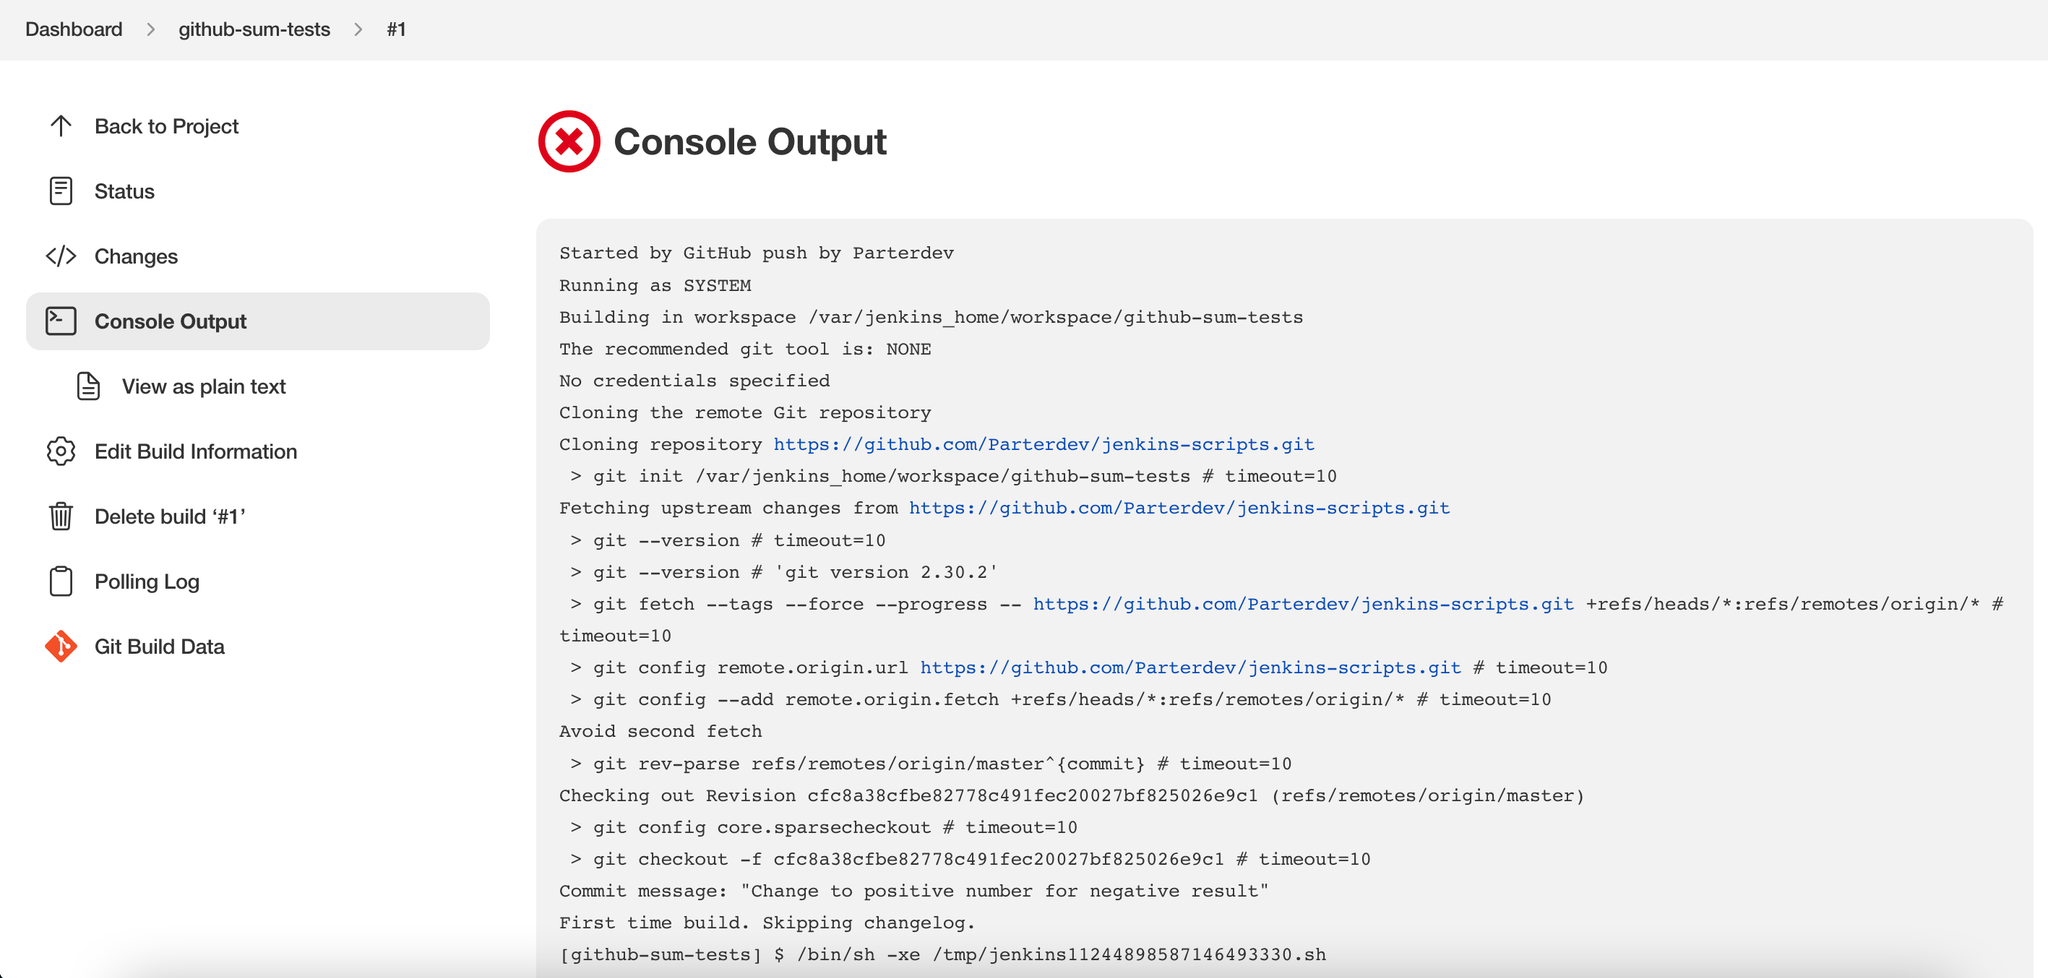 Dashboard > github-sum-tests > #1
Back to Project
Status
Changes
Console Output
View as plain text
Edit Build Information
Delete build ‘#1’
Polling Log
Git Build Data
Console Output
Started by GitHub push by Parterdev
Running as SYSTEM
Building in workspace /var/jenkins_home/workspace/github-sum-tests
The recommended git tool is: NONE
No credentials specified
Cloning the remote Git repository
Cloning repository https://github.com/Parterdev/jenkins-scripts.git
 > git init /var/jenkins_home/workspace/github-sum-tests # timeout=10
Fetching upstream changes from https://github.com/Parterdev/jenkins-scripts.git
 > git --version # timeout=10
 > git --version # 'git version 2.30.2'
 > git fetch --tags --force --progress -- https://github.com/Parterdev/jenkins-scripts.git +refs/heads/*:refs/remotes/origin/* #
timeout=10
 > git config remote.origin.url https://github.com/Parterdev/jenkins-scripts.git # timeout=10
 > git config --add remote.origin.fetch +refs/heads/*:refs/remotes/origin/* # timeout=10
Avoid second fetch
 > git rev-parse refs/remotes/origin/master^{commit} # timeout=10
Checking out Revision cfc8a38cfbe82778c491fec20027bf825026e9c1 (refs/remotes/origin/master)
 > git config core.sparsecheckout # timeout=10
 > git checkout -f cfc8a38cfbe82778c491fec20027bf825026e9c1 # timeout=10
Commit message: "Change to positive number for negative result"
First time build. Skipping changelog.
[github-sum-tests] $ /bin/sh -xe /tmp/jenkins11244898587146493330.sh